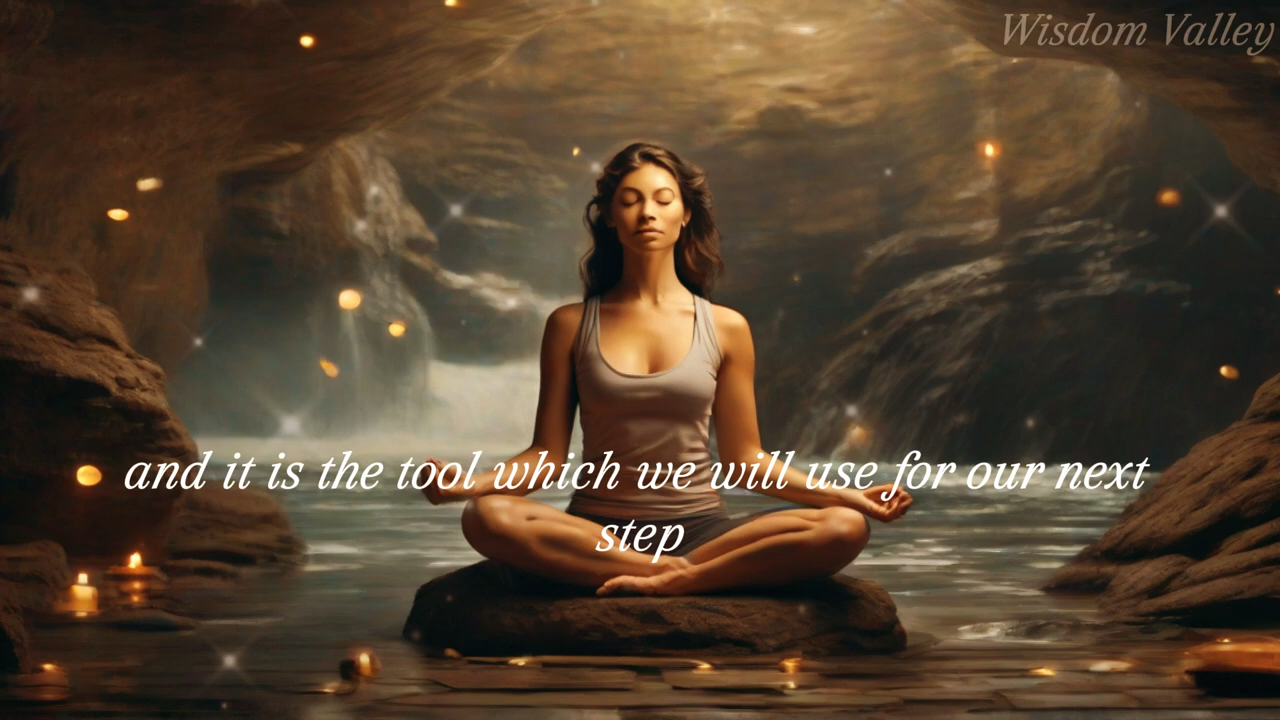 Wisdom Valley
and it is the tool which we will use for our next
step